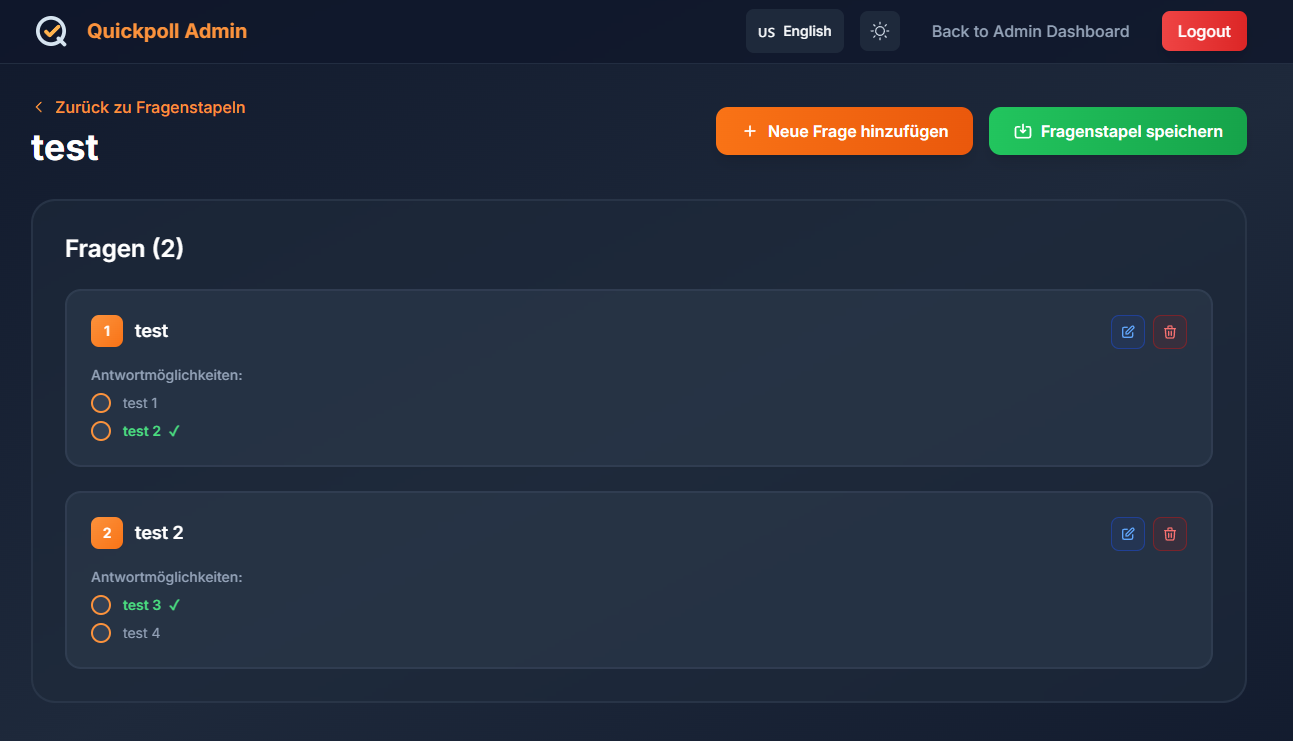 Quickpoll Admin
US English
Back to Admin Dashboard
Logout
Zurück zu Fragenstapeln
test
+ Neue Frage hinzufügen
Fragenstapel speichern
Fragen (2)
1 test
Antwortmöglichkeiten:
test 1
test 2 ✓
2 test 2
Antwortmöglichkeiten:
test 3 ✓
test 4